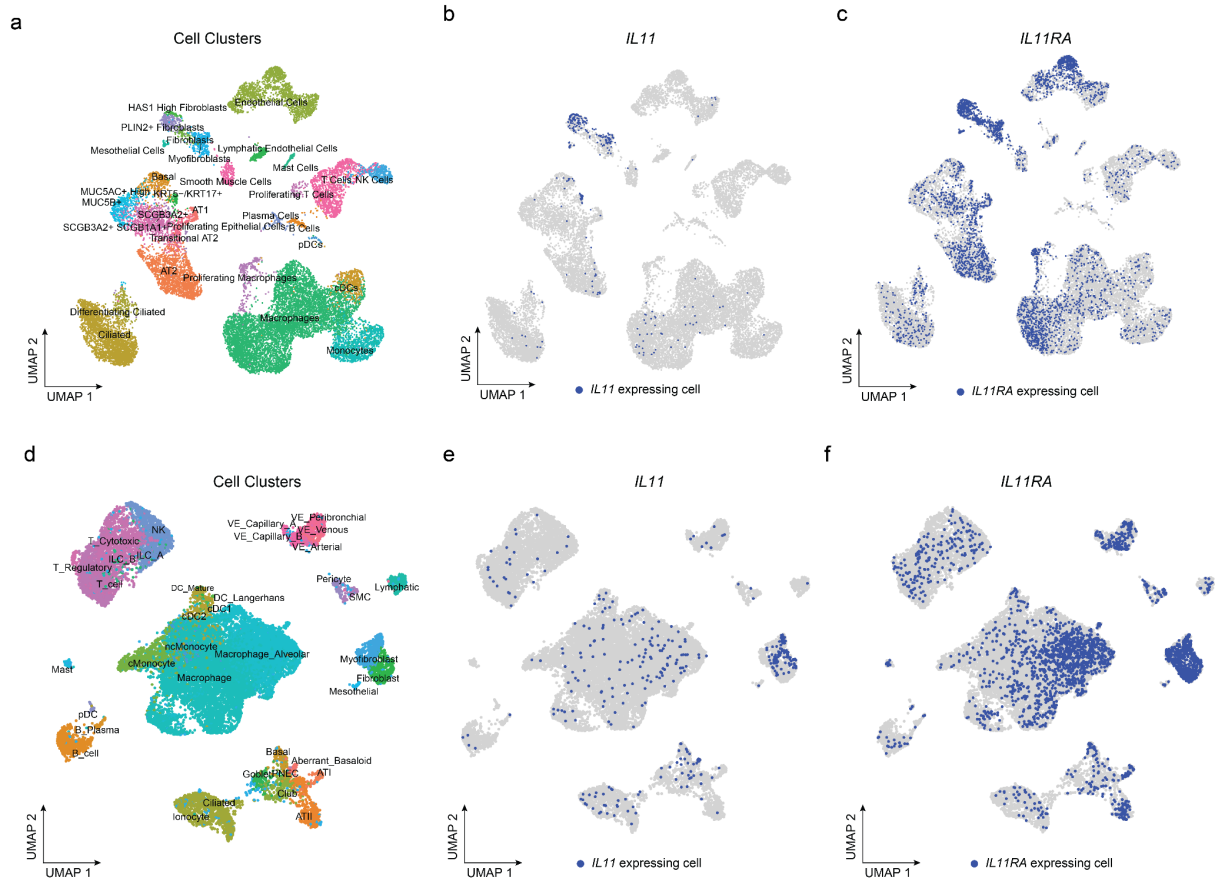 a
Cell Clusters
Endothelial Cells
HAS1 High Fibroblasts
PLIN2+ Fibroblasts
Fibroblasts
Mesothelial Cells
Myofibroblasts
Lymphatic Endothelial Cells
Mast Cells
Basal
Smooth Muscle Cells
T Cells
NK Cells
MUC5AC+ High
KRT5−/KRT17+
Proliferating T Cells
MUC5B+
AT1
SCGB3A2+
Plasma Cells
SCGB3A2+ SCGB1A1+
Proliferating Epithelial Cells
B Cells
Transitional AT2
pDCs
AT2
Proliferating Macrophages
cDCs
Differentiating Ciliated
Macrophages
Ciliated
Monocytes
UMAP 2
UMAP 1
b
IL11
UMAP 2
UMAP 1
IL11 expressing cell
c
IL11RA
UMAP 2
UMAP 1
IL11RA expressing cell
d
Cell Clusters
NK
T_Cytotoxic
ILC_B
ILC_A
T_Regulatory
T_cell
VE_Peribronchial
VE_Capillary_A
VE_Venous
VE_Capillary_B
VE_Arterial
Pericyte
Lymphatic
SMC
DC_Mature
DC_Langerhans
cDC1
cDC2
ncMonocyte
Macrophage_Alveolar
cMonocyte
Macrophage
Mast
Myofibroblast
Fibroblast
Mesothelial
pDC
B_Plasma
B_cell
Basal
Aberrant_Basaloid
Goblet
PNEC
ATI
Club
Ciliated
Ionocyte
ATII
UMAP 2
UMAP 1
e
IL11
UMAP 2
UMAP 1
IL11 expressing cell
f
IL11RA
UMAP 2
UMAP 1
IL11RA expressing cell